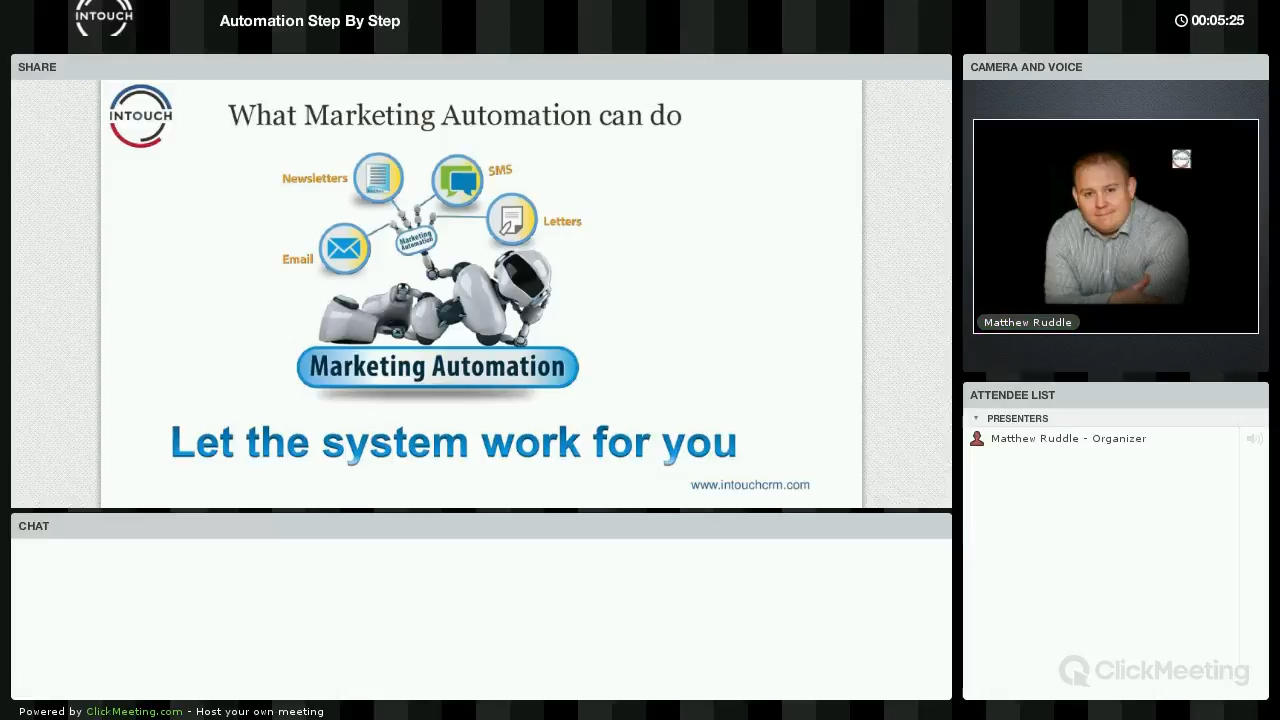 INTOUCH
Automation Step By Step
00:05:25
SHARE
INTOUCH
What Marketing Automation can do
Newsletters
SMS
Letters
Email
Marketing
Automation
Marketing Automation
Let the system work for you
www.intouchcrm.com
CAMERA AND VOICE
INTOUCH
Matthew Ruddle
ATTENDEE LIST
PRESENTERS
Matthew Ruddle - Organizer
CHAT
ClickMeeting
Powered by ClickMeeting.com - Host your own meeting